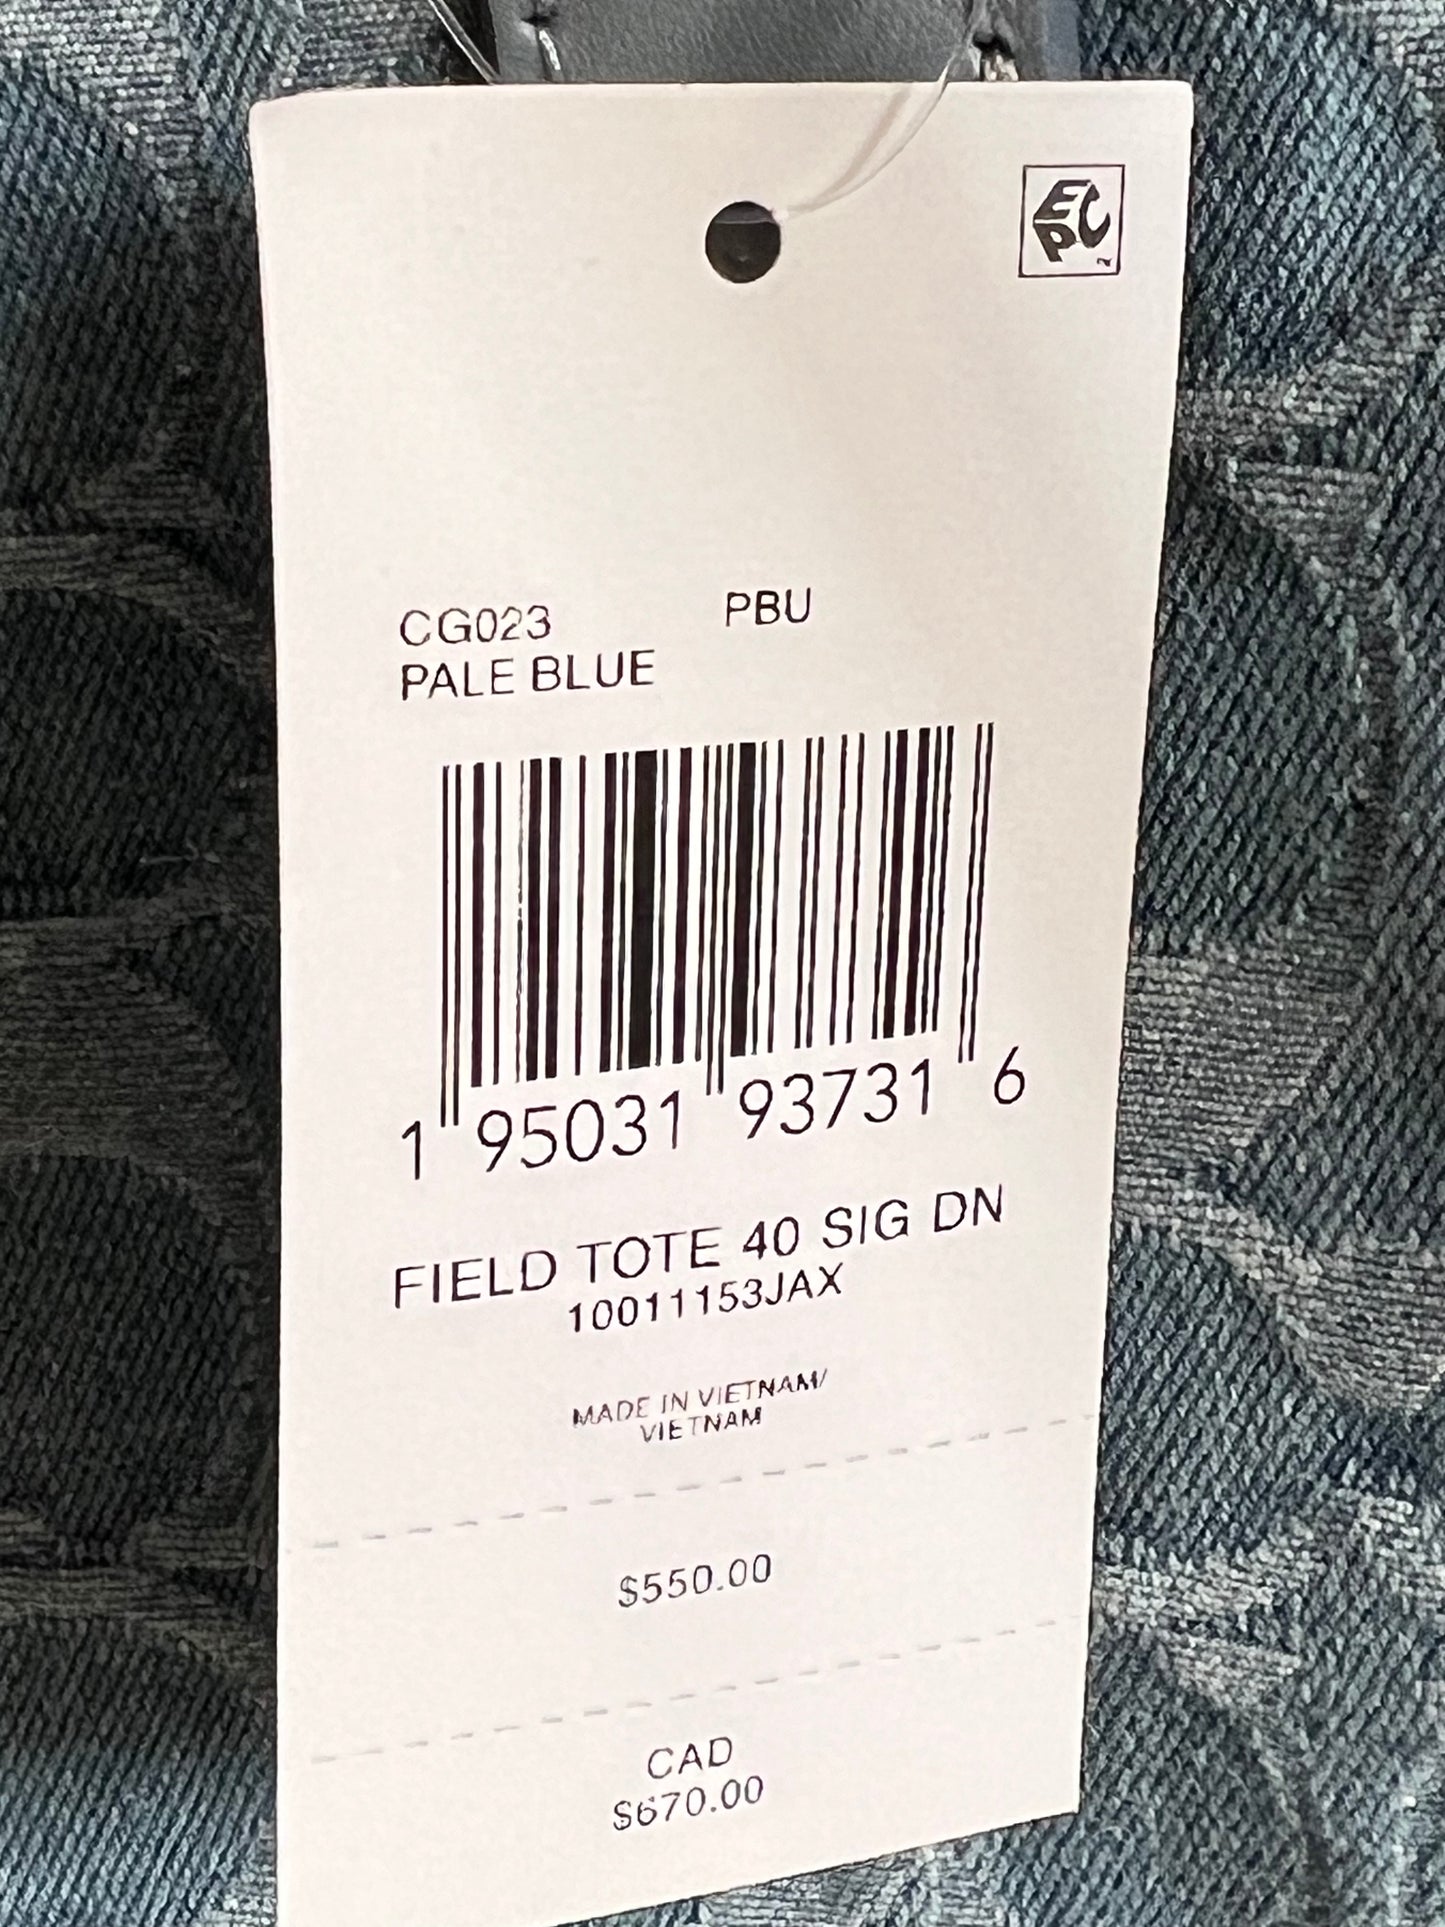 EPC
CG023 PBU
PALE BLUE
1 95031 93731 6
FIELD TOTE 40 SIG DN
10011153JAX
MADE IN VIETNAM/
VIETNAM
$550.00
CAD
$670.00